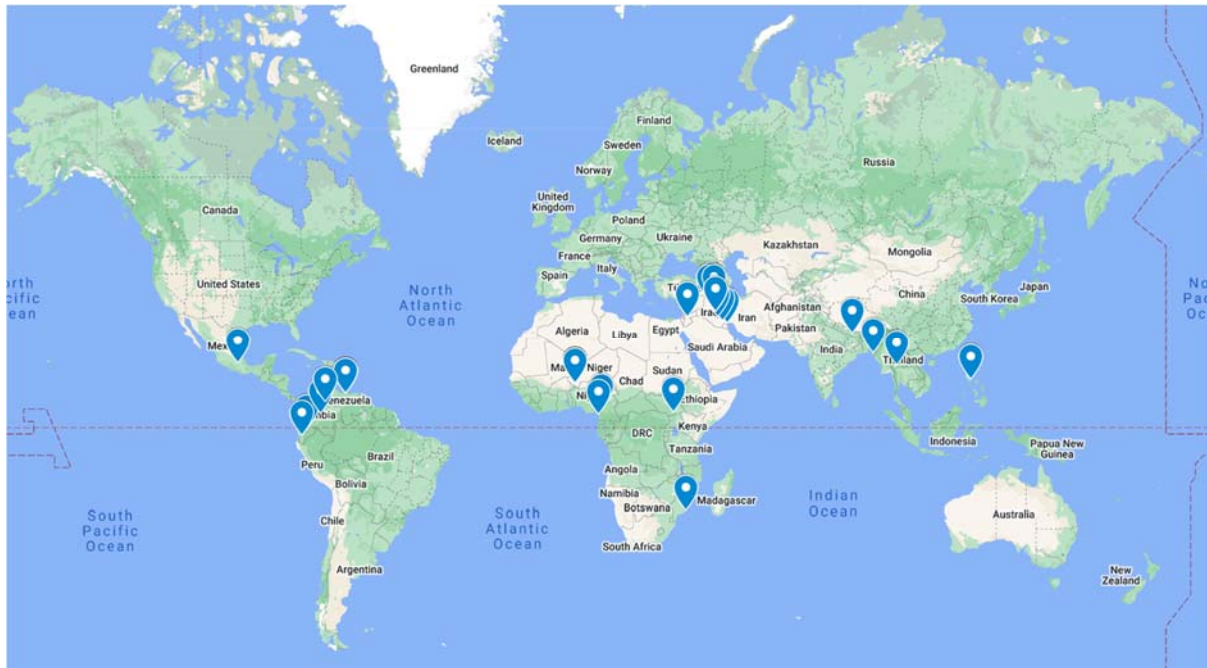 Greenland
Iceland
Finland
Sweden
Norway
Russia
Canada
United
Kingdom
Poland
Germany
Ukraine
France
Kazakhstan
Mongolia
Italy
Spain
United States
North
Atlantic
Ocean
Japan
South Korea
China
Afghanistan
Iran
Pakistan
Algeria
Libya
Egypt
Saudi Arabia
India
Niger
Chad
Sudan
Ethiopia
Kenya
DRC
Tanzania
Indonesia
Papua New
Guinea
Peru
Brazil
Bolivia
Angola
Namibia
Botswana
Madagascar
Indian
Ocean
South
Pacific
Ocean
Chile
South
Atlantic
Ocean
South Africa
Australia
Argentina
New
Zealand